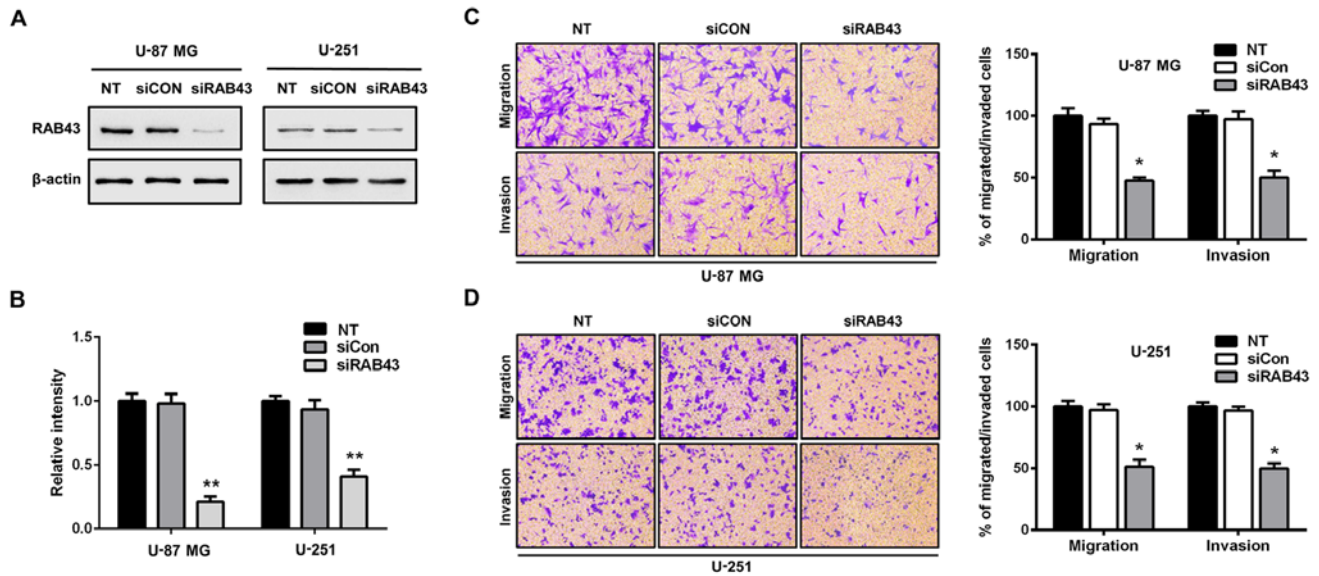 A
U-87 MG
U-251
NT siCON siRAB43
NT siCON siRAB43
RAB43
β-actin
B
Relative intensity
1.5
1.0
0.5
0.0
NT
siCon
siRAB43
**
**
U-87 MG
U-251
C
NT
siCON
siRAB43
Migration
Invasion
U-87 MG
% of migrated/invaded cells
150
100
50
0
U-87 MG
NT
siCon
siRAB43
*
*
Migration
Invasion
D
NT
siCON
siRAB43
Migration
Invasion
U-251
% of migrated/invaded cells
150
100
50
0
U-251
NT
siCon
siRAB43
*
*
Migration
Invasion